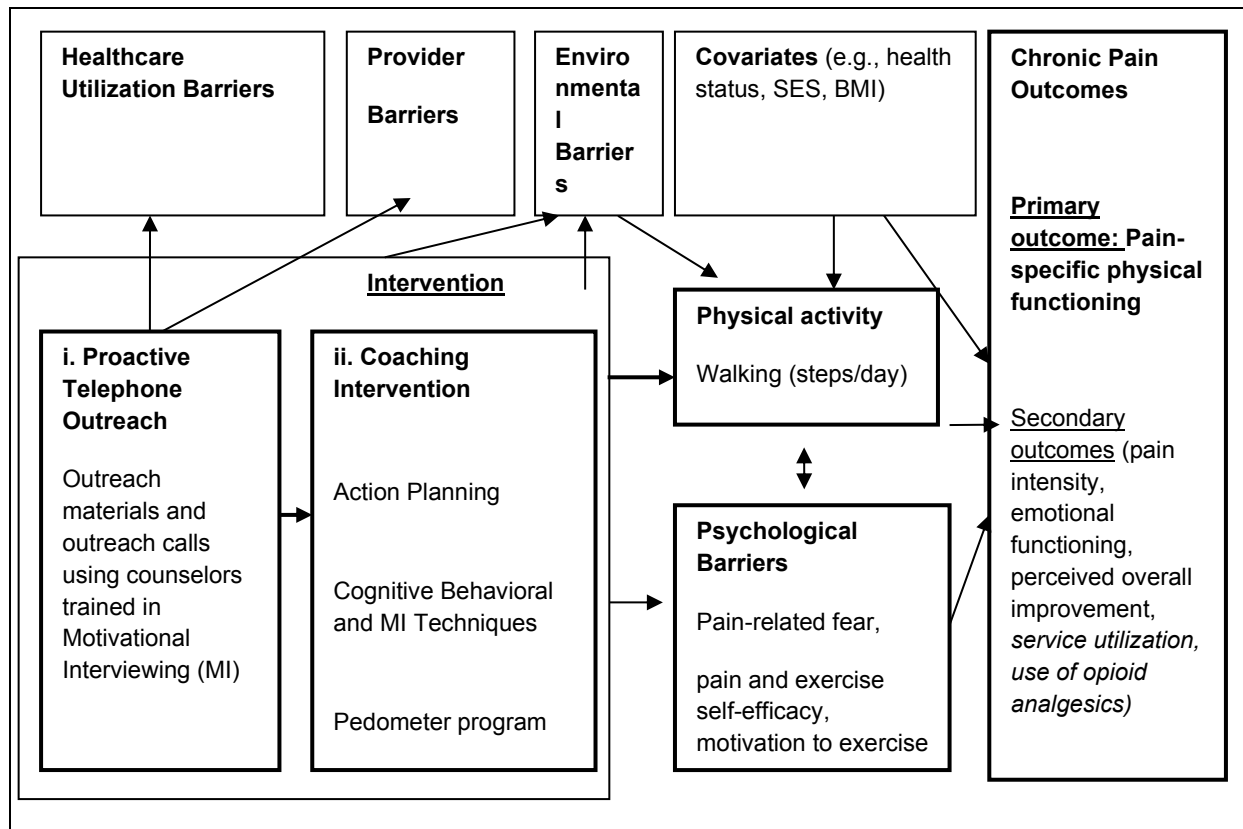 Healthcare
Utilization Barriers
Provider
Barriers
Enviro
nmenta
l
Barrier
s
Covariates (e.g., health
status, SES, BMI)
Chronic Pain
Outcomes
Primary
outcome: Pain-
specific physical
functioning
Secondary
outcomes (pain
intensity,
emotional
functioning,
perceived overall
improvement,
service utilization,
use of opioid
analgesics)
Intervention
i. Proactive
Telephone
Outreach
Outreach
materials and
outreach calls
using counselors
trained in
Motivational
Interviewing (MI)
ii. Coaching
Intervention
Action Planning
Cognitive Behavioral
and MI Techniques
Pedometer program
Physical activity
Walking (steps/day)
Psychological
Barriers
Pain-related fear,
pain and exercise
self-efficacy,
motivation to exercise